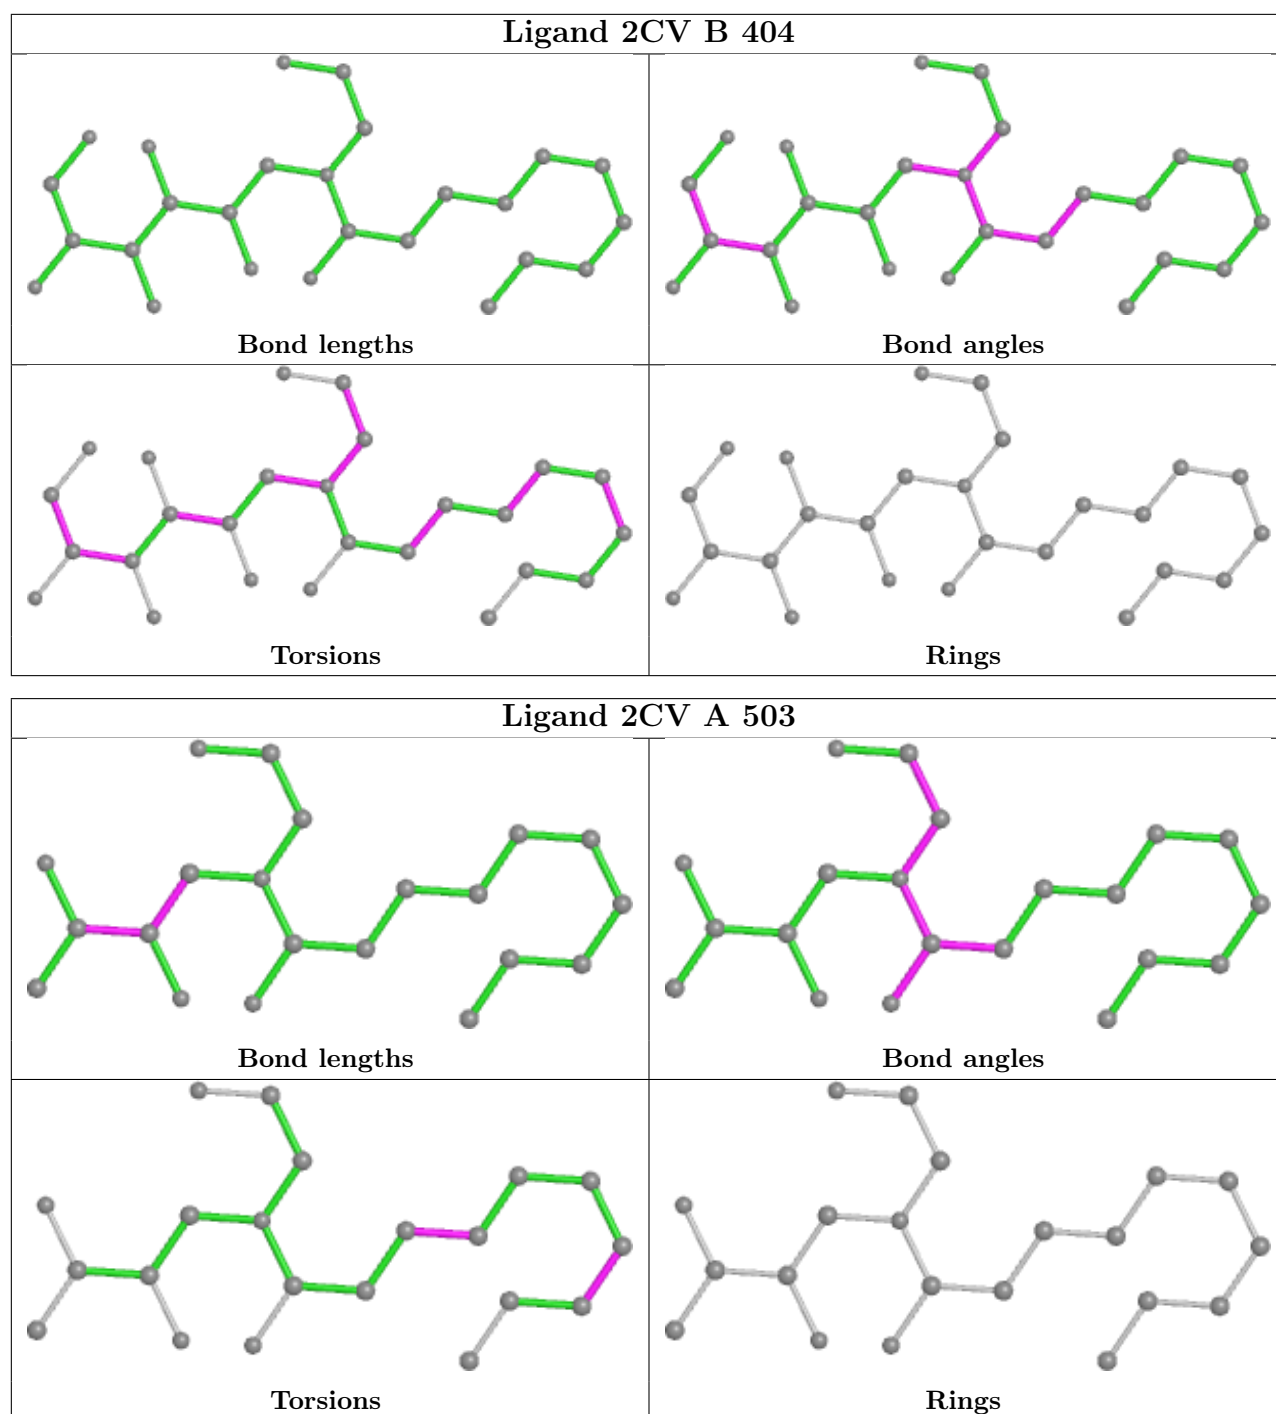 Ligand 2CV B 404
Bond lengths
Bond angles
Torsions
Rings
Ligand 2CV A 503
Bond lengths
Bond angles
Torsions
Rings